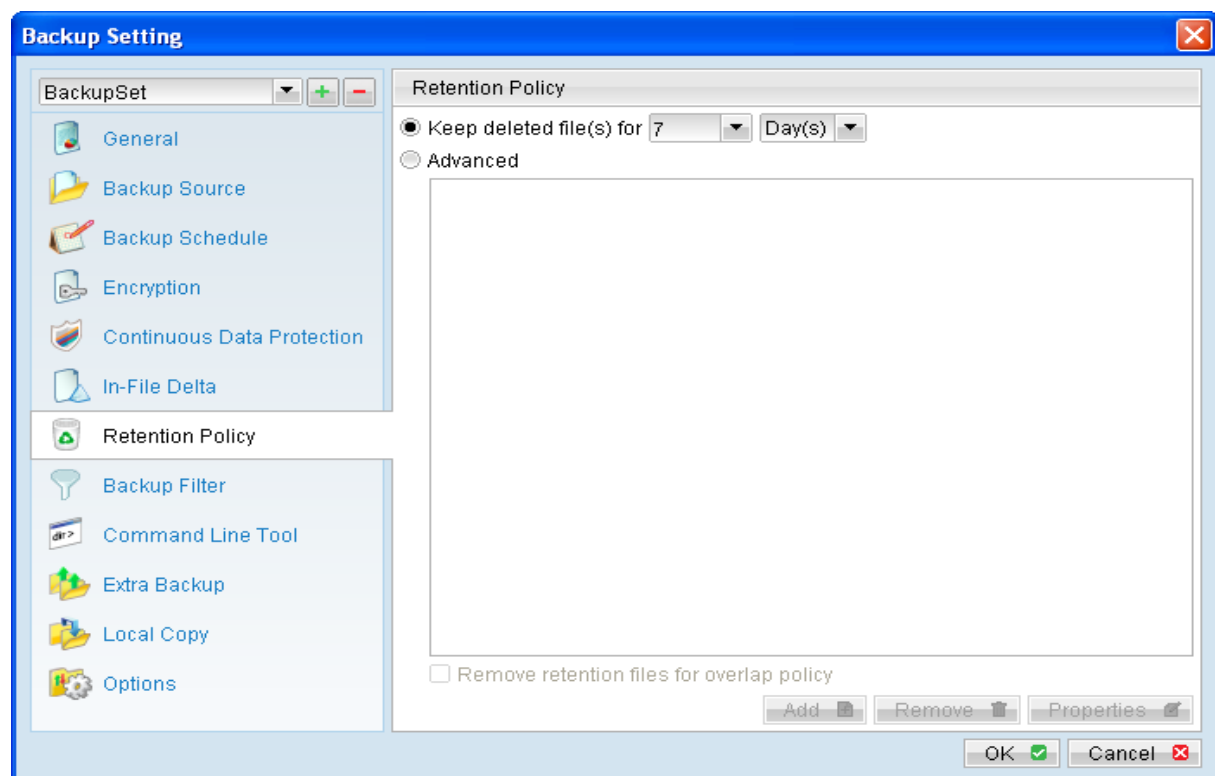 Backup Setting
BackupSet
General
Backup Source
Backup Schedule
Encryption
Continuous Data Protection
In-File Delta
Retention Policy
Backup Filter
Command Line Tool
Extra Backup
Local Copy
Options
Retention Policy
Keep deleted file(s) for 7 Day(s)
Advanced
Remove retention files for overlap policy
Add Remove Properties
OK Cancel